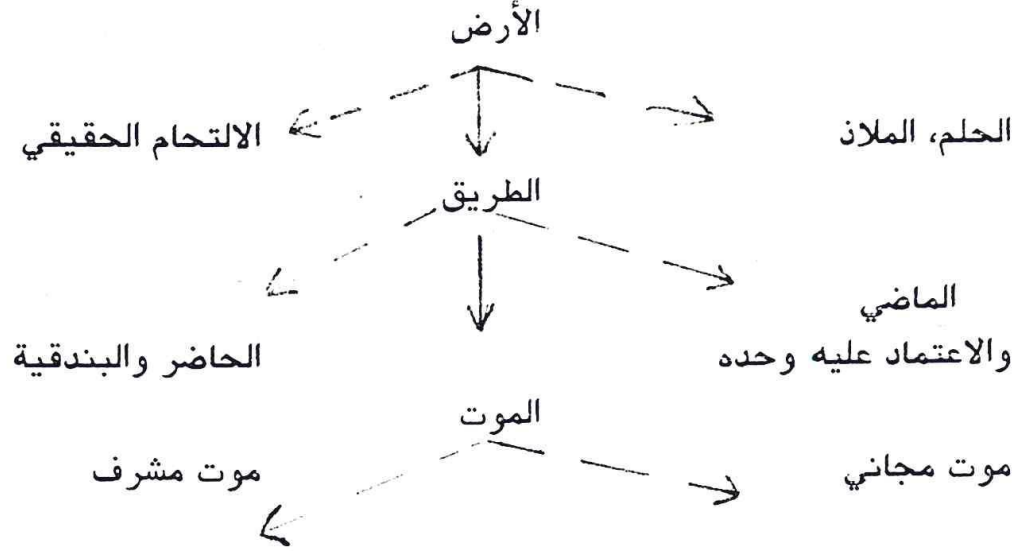 الأرض
الحلم، الملاذ
الالتحام الحقيقي
الطريق
الماضي
والاعتماد عليه وحده
الحاضر والبندقية
الموت
موت مجاني
موت مشرف